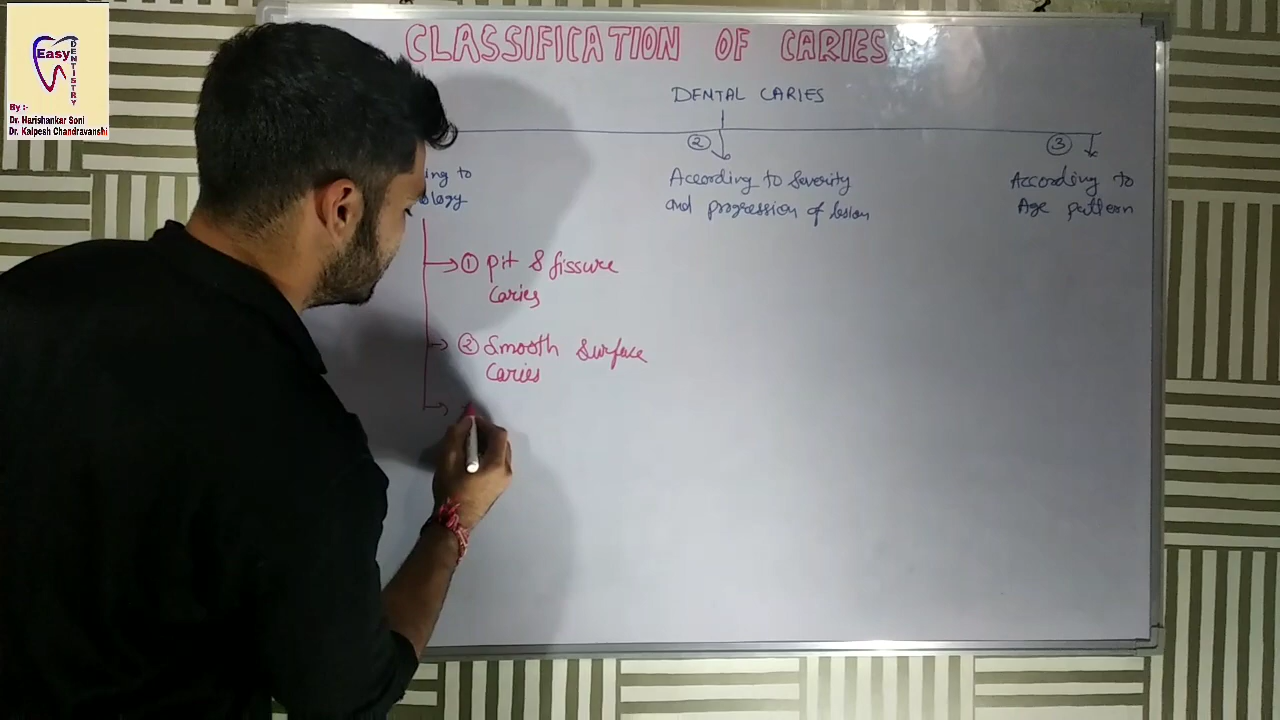 Easy
DENTISTRY
By :-
Dr. Harishankar Soni
Dr. Kalpesh Chandravanshi
CLASSIFICATION OF CARIES
DENTAL CARIES
②
③
ing to
ology
According to Severity
and progression of lesion
According to
Age pattern
① Pit & fissure
Caries
② Smooth Surface
Caries